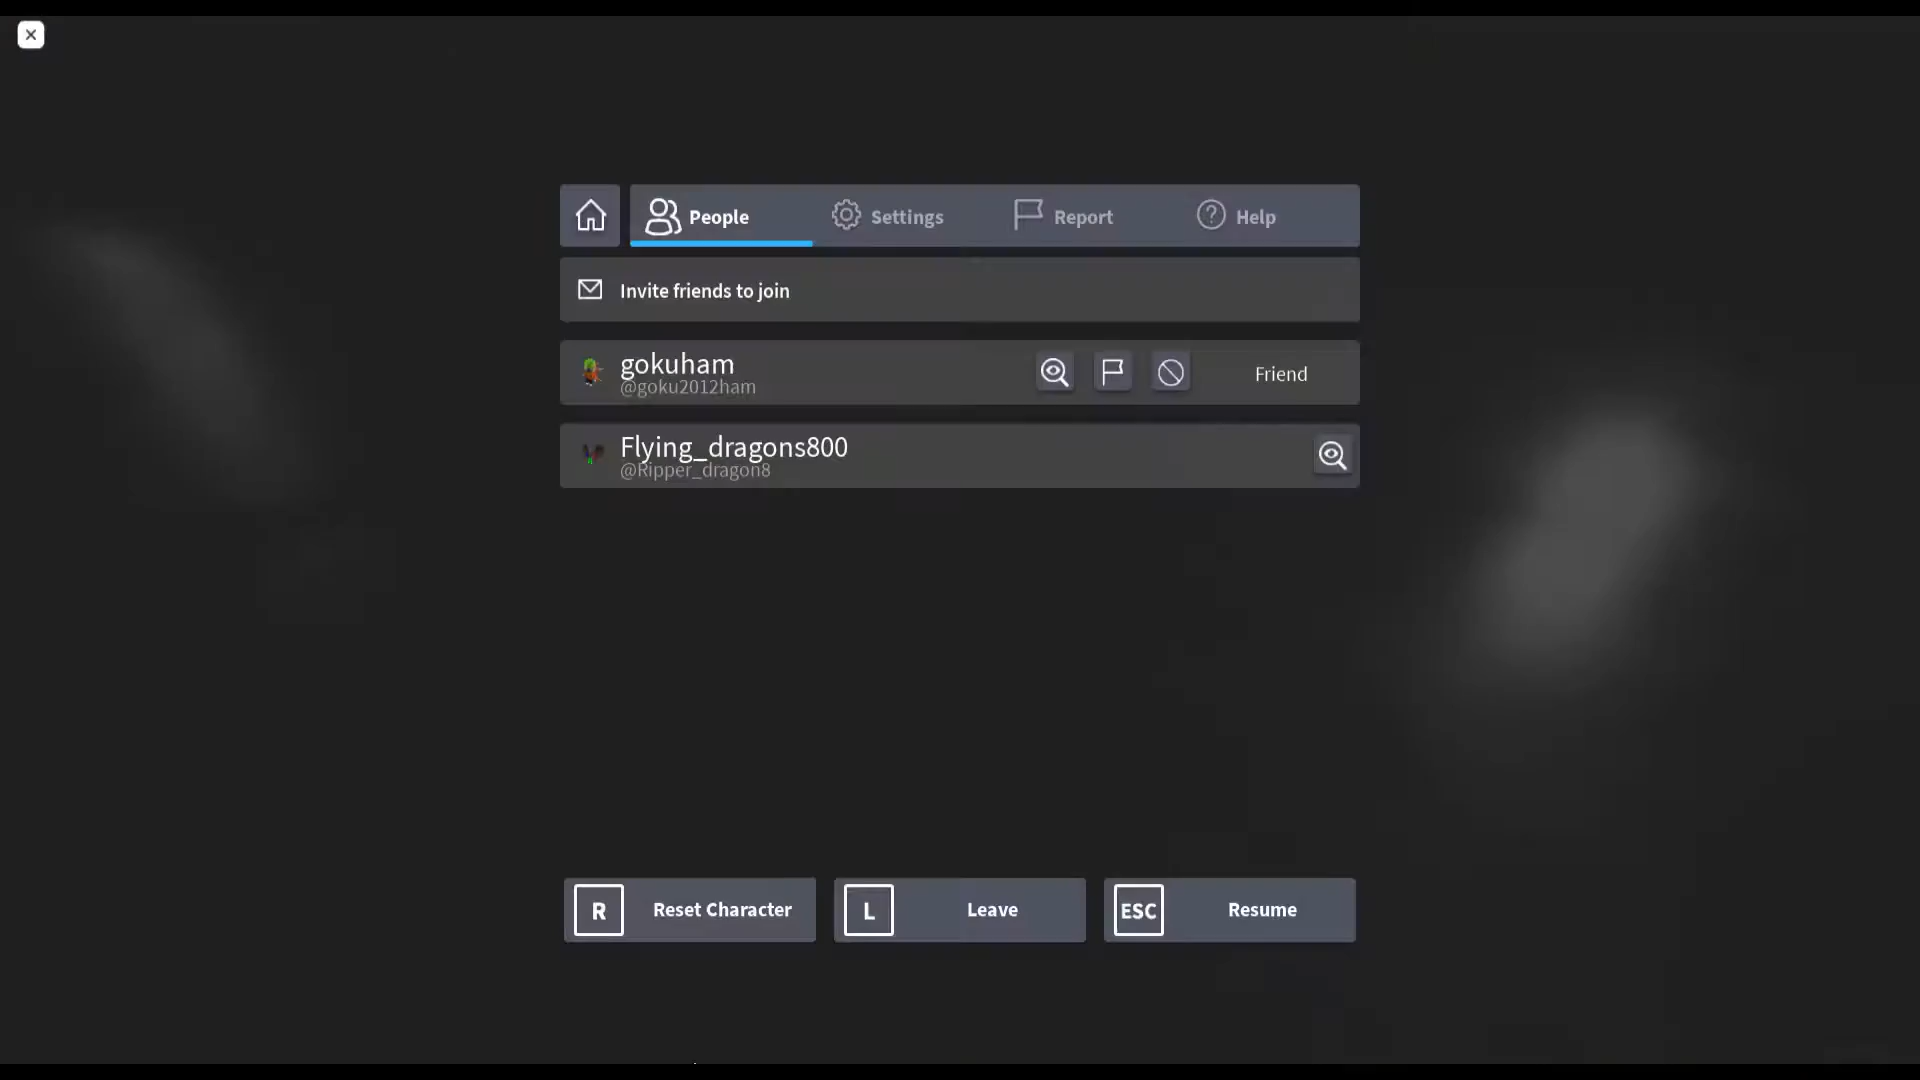 People
Settings
Report
Help
Invite friends to join
gokuham
@goku2012ham
Friend
Flying_dragons800
@Ripper_dragon8
R Reset Character
L Leave
ESC Resume